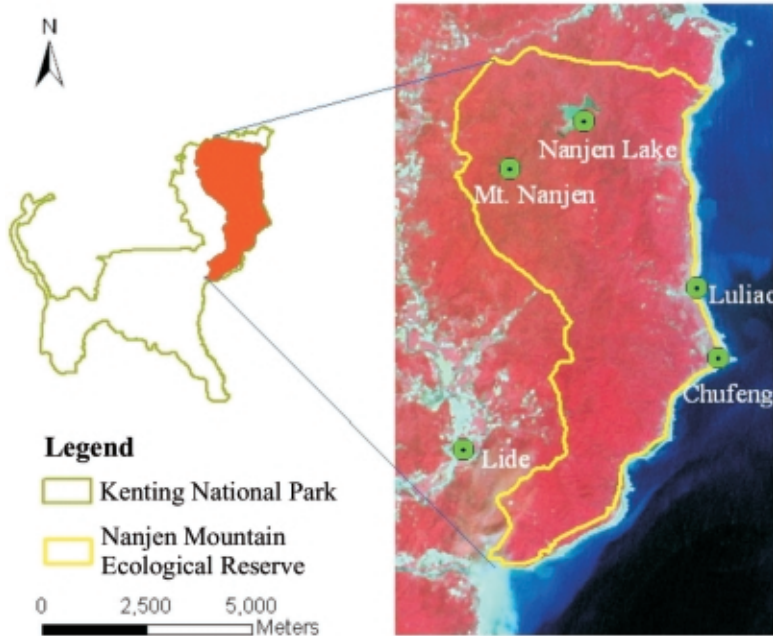 N
Nanjen Lake
Mt. Nanjen
Luliao
Chufeng
Lide
Legend
Kenting National Park
Nanjen Mountain
Ecological Reserve
0 2,500 5,000
Meters